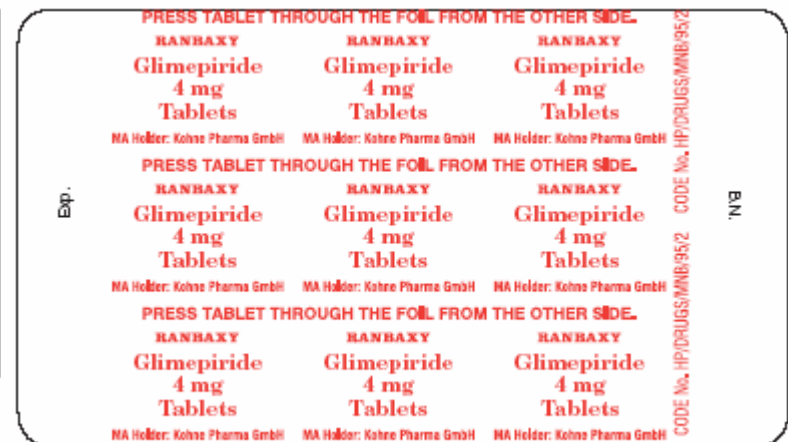 PRESS TABLET THROUGH THE FOIL FROM THE OTHER SIDE.
RANBAXY RANBAXY RANBAXY
Glimepiride Glimepiride Glimepiride
4 mg 4 mg 4 mg
Tablets Tablets Tablets
MA Holder: Kohne Pharma GmbH MA Holder: Kohne Pharma GmbH MA Holder: Kohne Pharma GmbH
PRESS TABLET THROUGH THE FOIL FROM THE OTHER SIDE.
RANBAXY RANBAXY RANBAXY
Glimepiride Glimepiride Glimepiride
4 mg 4 mg 4 mg
Tablets Tablets Tablets
MA Holder: Kohne Pharma GmbH MA Holder: Kohne Pharma GmbH MA Holder: Kohne Pharma GmbH
PRESS TABLET THROUGH THE FOIL FROM THE OTHER SIDE.
RANBAXY RANBAXY RANBAXY
Glimepiride Glimepiride Glimepiride
4 mg 4 mg 4 mg
Tablets Tablets Tablets
MA Holder: Kohne Pharma GmbH MA Holder: Kohne Pharma GmbH MA Holder: Kohne Pharma GmbH
Exp.
CODE No. HP/DRUGS/MNB/95/2 CODE No. HP/DRUGS/MNB/95/2
B.N.